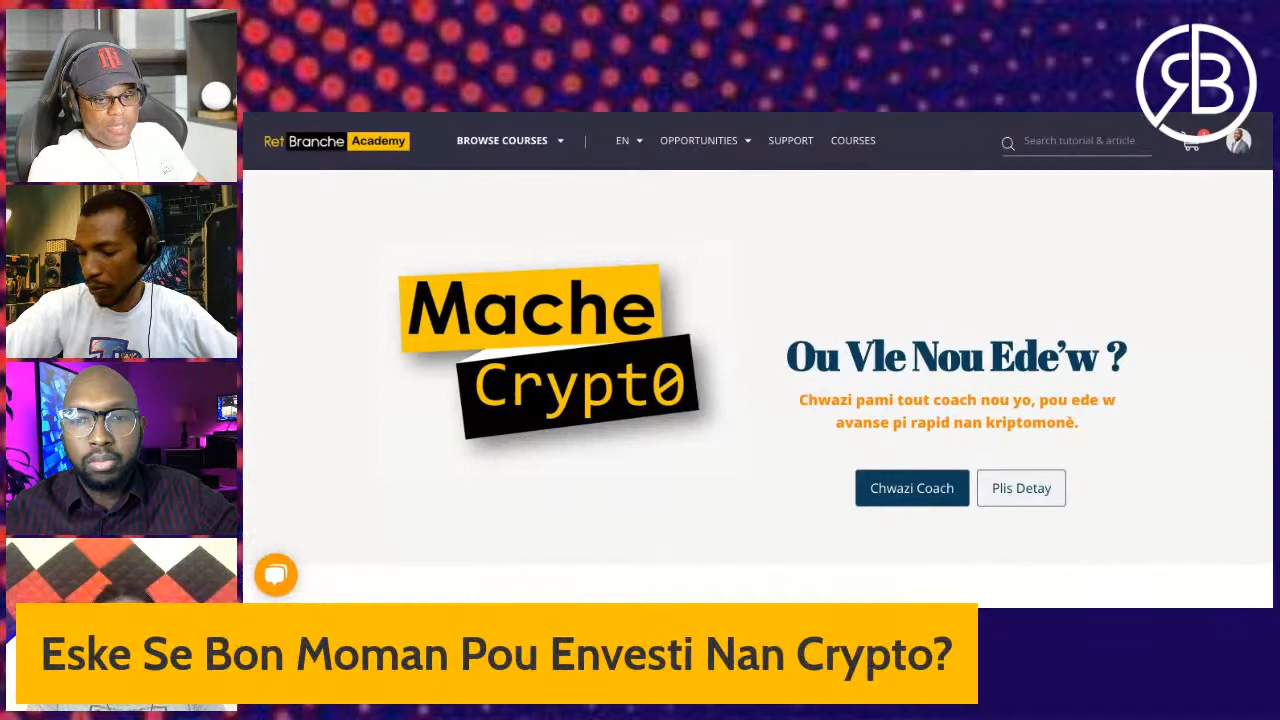 RB
Ret Branche Academy
BROWSE COURSES
EN
OPPORTUNITIES
SUPPORT
COURSES
Search tutorial & article
Mache
Crypt0
Ou Vle Nou Ede’w ?
Chwazi pami tout coach nou yo, pou ede w
avanse pi rapid nan kriptomonè.
Chwazi Coach
Plis Detay
Eske Se Bon Moman Pou Envesti Nan Crypto?